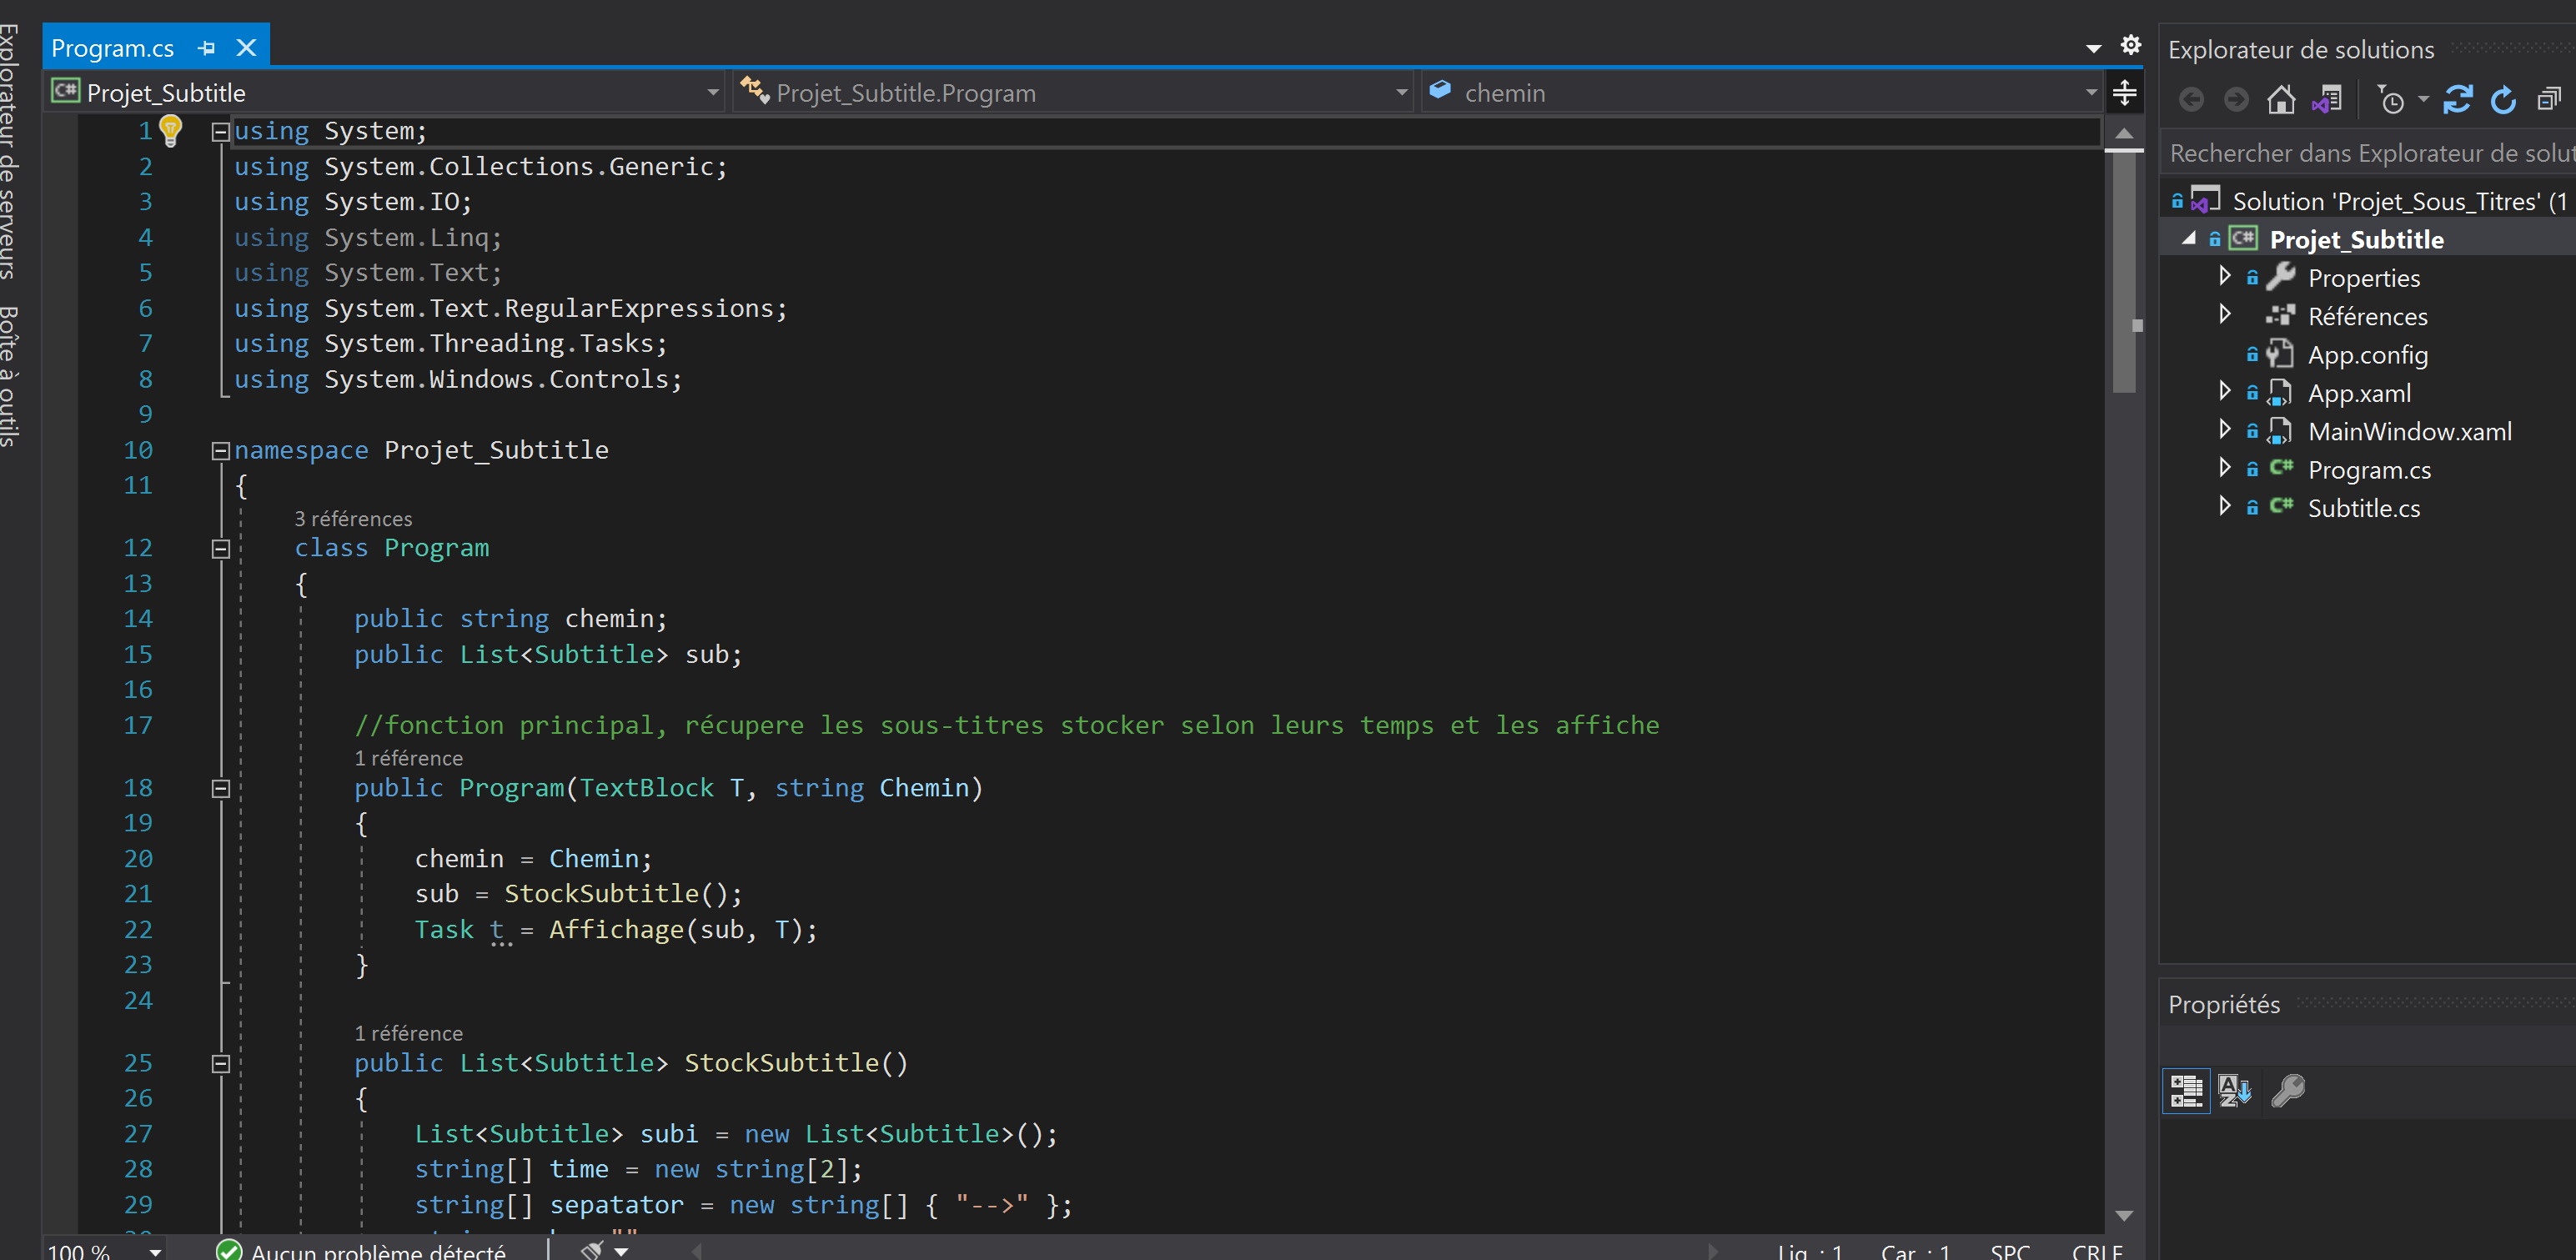 Explorateur de serveurs
Boîte à outils
Program.cs
Projet_Subtitle
Projet_Subtitle.Program
chemin
1 using System;
2 using System.Collections.Generic;
3 using System.IO;
4 using System.Linq;
5 using System.Text;
6 using System.Text.RegularExpressions;
7 using System.Threading.Tasks;
8 using System.Windows.Controls;
9
10 namespace Projet_Subtitle
11 {
3 références
12 class Program
13 {
14 public string chemin;
15 public List<Subtitle> sub;
16
17 //fonction principal, récupere les sous-titres stocker selon leurs temps et les affiche
1 référence
18 public Program(TextBlock T, string Chemin)
19 {
20 chemin = Chemin;
21 sub = StockSubtitle();
22 Task t = Affichage(sub, T);
23 }
24
1 référence
25 public List<Subtitle> StockSubtitle()
26 {
27 List<Subtitle> subi = new List<Subtitle>();
28 string[] time = new string[2];
29 string[] sepatator = new string[] { "-->" };
100 %
Aucun problème détecté
Lig. : 1
Car. : 1
SPC
CRLF
Explorateur de solutions
Rechercher dans Explorateur de solut
Solution 'Projet_Sous_Titres' (1
C# Projet_Subtitle
Properties
Références
App.config
App.xaml
MainWindow.xaml
C# Program.cs
C# Subtitle.cs
Propriétés